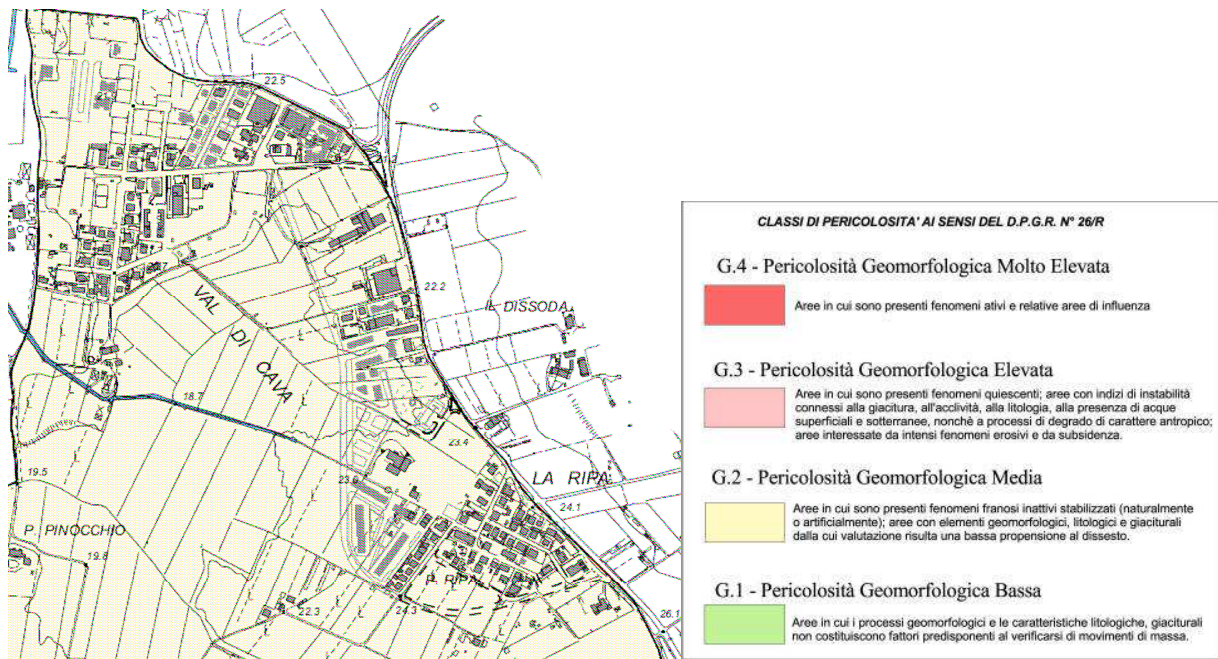 22.5
22.2
IL DISSODA
VAL DI CAVA
18.7
23.4
23.0
19.5
LA RIPA
24.1
P. PINOCCHIO
19.8
P. RIPA
22.3
24.3
26.1
CLASSI DI PERICOLOSITA' AI SENSI DEL D.P.G.R. N° 26/R
G.4 - Pericolosità Geomorfologica Molto Elevata
Aree in cui sono presenti fenomeni ativi e relative aree di influenza
G.3 - Pericolosità Geomorfologica Elevata
Aree in cui sono presenti fenomeni quiescenti; aree con indizi di instabilità
connessi alla giacitura, all'acclività, alla litologia, alla presenza di acque
superficiali e sotterranee, nonchè a processi di degrado di carattere antropico;
aree interessate da intensi fenomeni erosivi e da subsidenza.
G.2 - Pericolosità Geomorfologica Media
Aree in cui sono presenti fenomeni franosi inattivi stabilizzati (naturalmente
o artificialmente); aree con elementi geomorfologici, litologici e giaciturali
dalla cui valutazione risulta una bassa propensione al dissesto.
G.1 - Pericolosità Geomorfologica Bassa
Aree in cui i processi geomorfologici e le caratteristiche litologiche, giaciturali
non costituiscono fattori predisponenti al verificarsi di movimenti di massa.